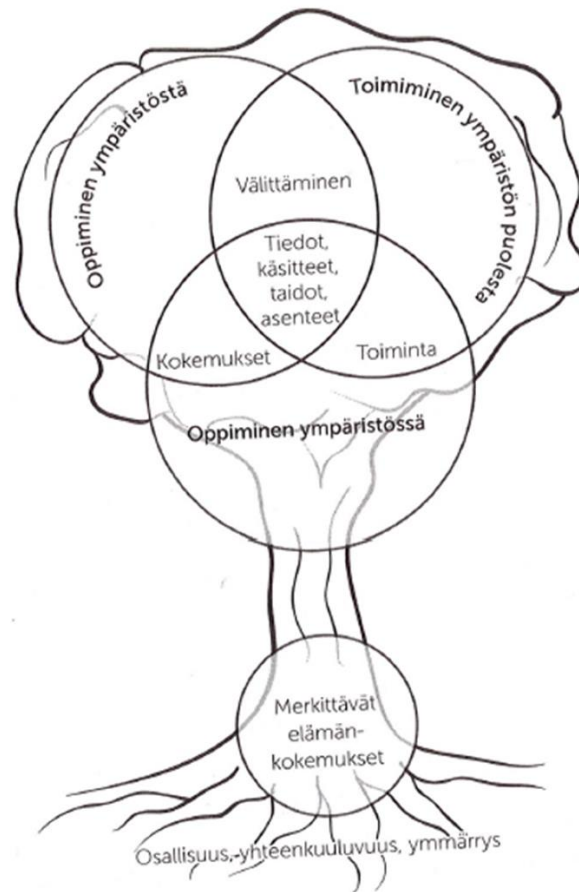 Oppiminen ympäristöstä
Toimiminen ympäristön puolesta
Välittäminen
Tiedot,
käsitteet,
taidot,
asenteet
Kokemukset
Toiminta
Oppiminen ympäristössä
Merkittävät
elämän-
kokemukset
Osallisuus, yhteenkuuluvuus, ymmärrys